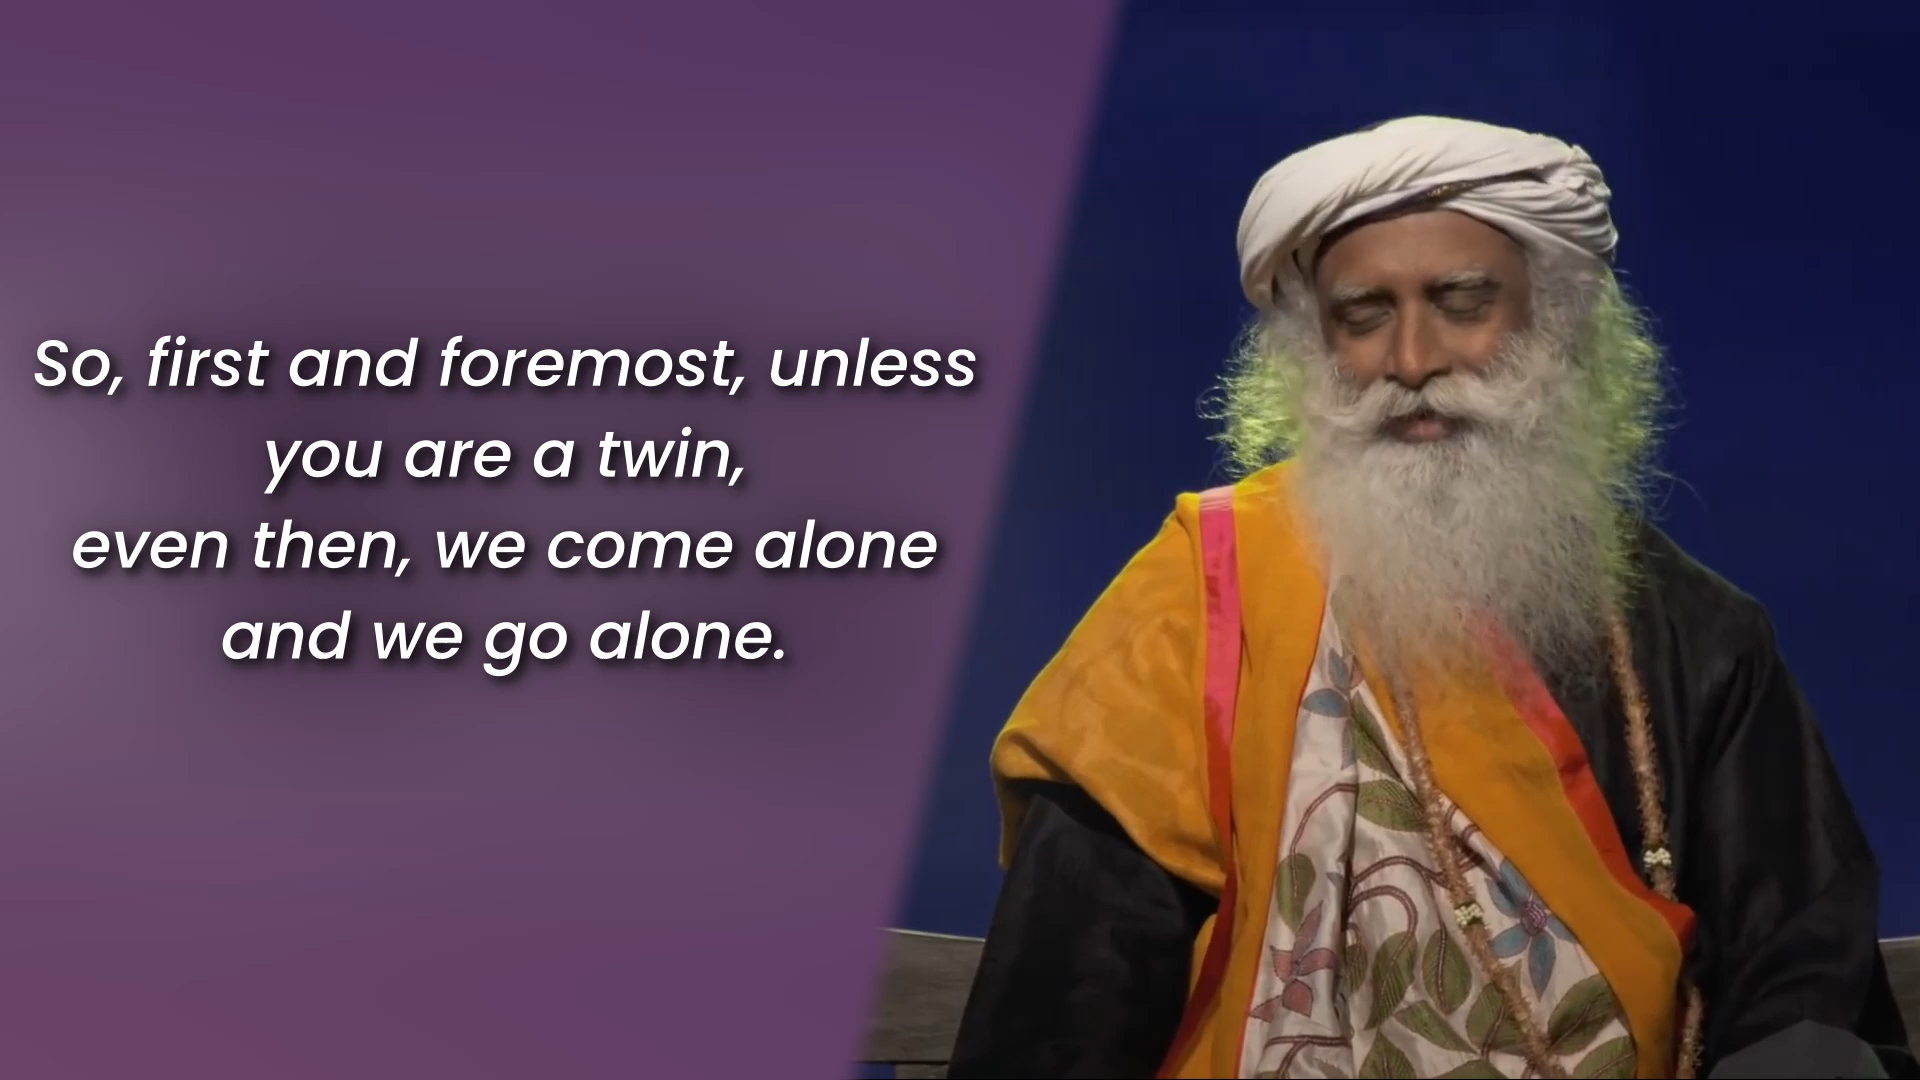 So, first and foremost, unless
you are a twin,
even then, we come alone
and we go alone.